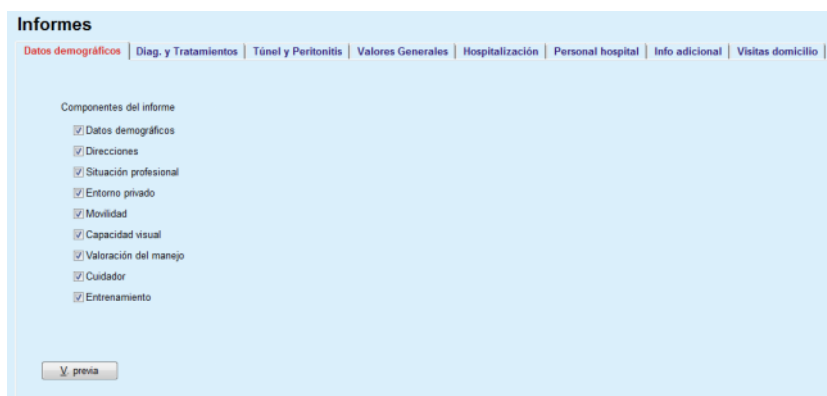 Informes
Datos demográficos | Diag. y Tratamientos | Túnel y Peritonitis | Valores Generales | Hospitalización | Personal hospital | Info adicional | Visitas domicilio |
Componentes del informe
Datos demográficos
Direcciones
Situación profesional
Entorno privado
Movilidad
Capacidad visual
Valoración del manejo
Cuidador
Entrenamiento
V. previa